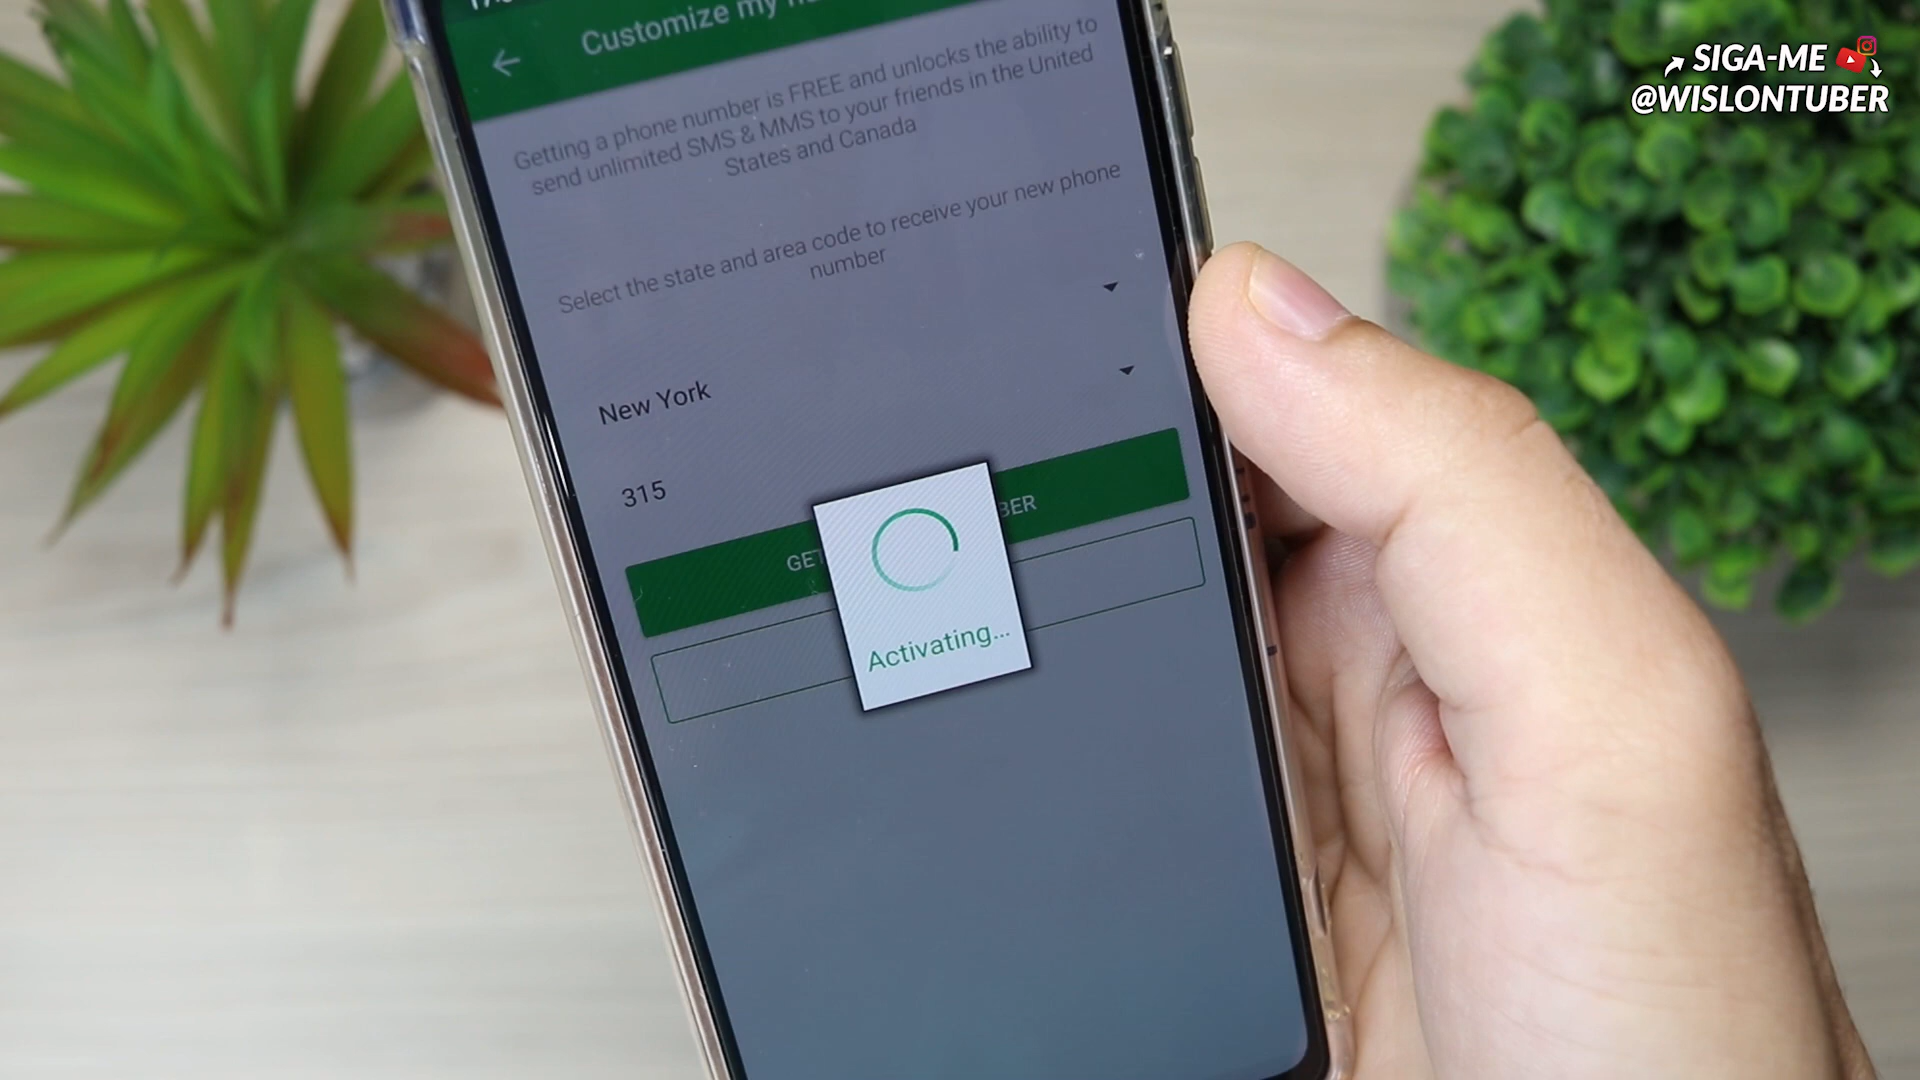 SIGA-ME
@WISLONTUBER
Customize my
Getting a phone number is FREE and unlocks the ability to
send unlimited SMS & MMS to your friends in the United
States and Canada
Select the state and area code to receive your new phone
number
New York
315
GET
BER
Activating...